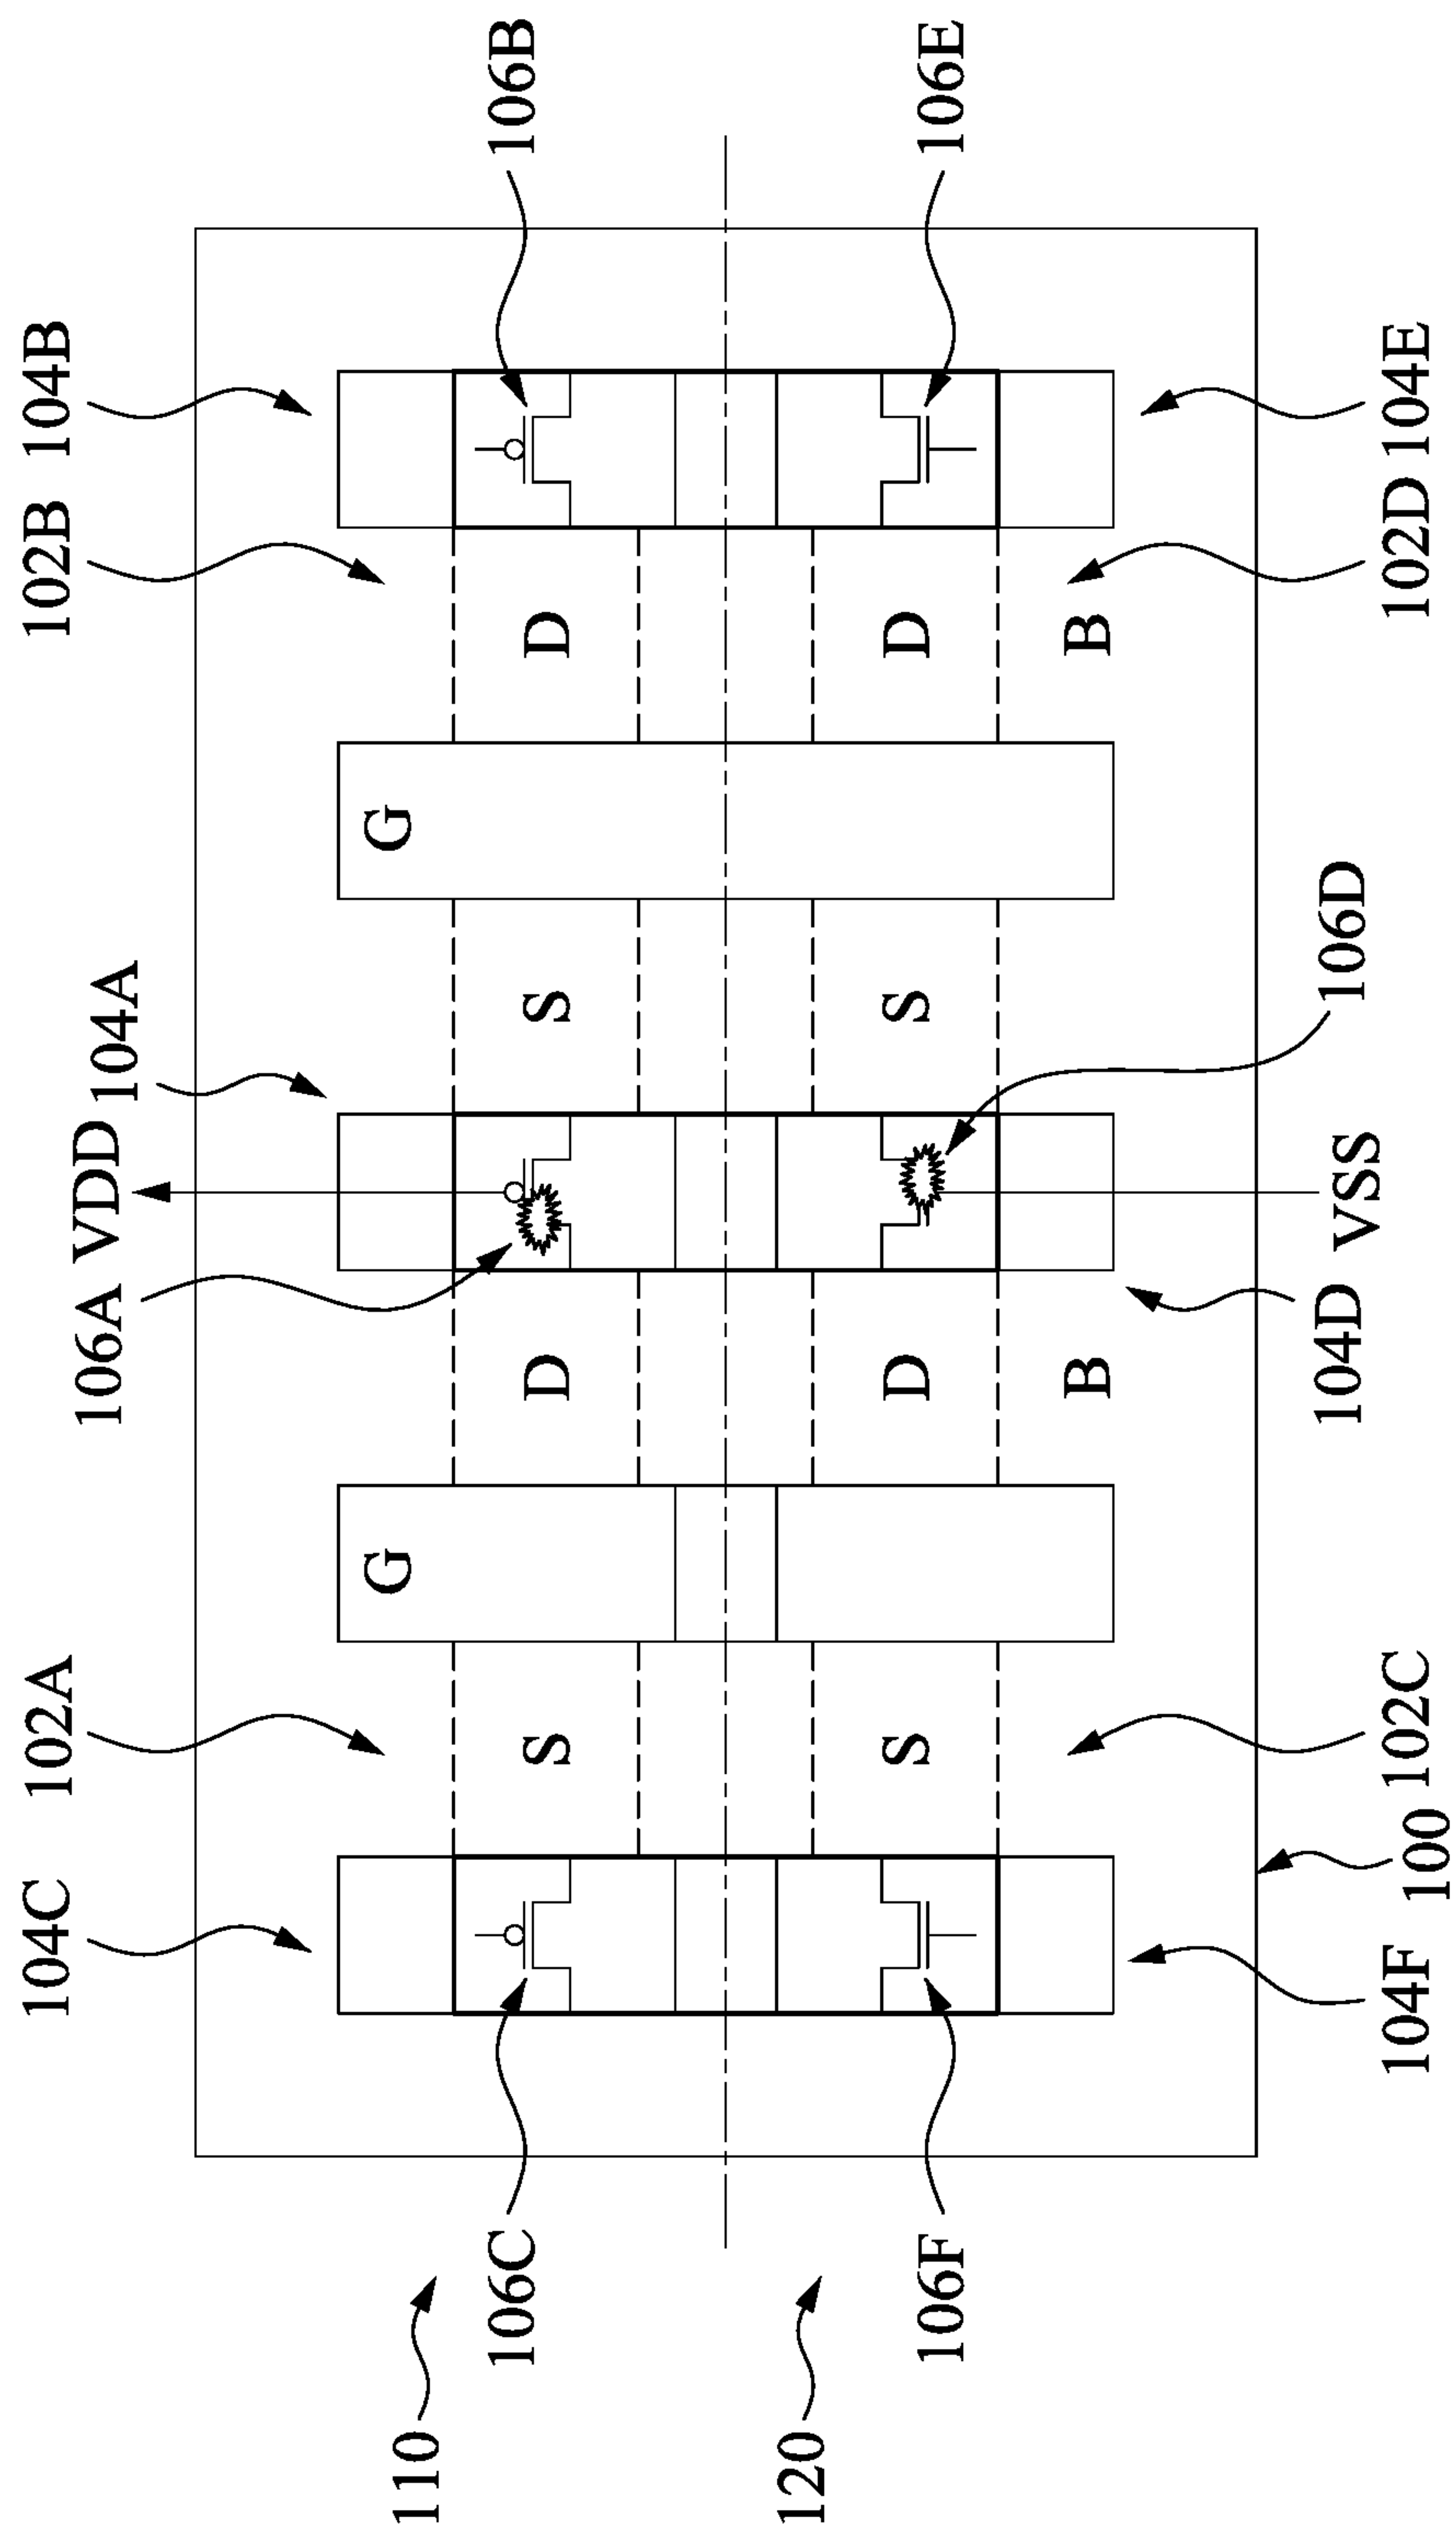 104C 102A 102B 104B
106A VDD 104A
G G
110
106C S D S D 106B
120
106F S D S D 106E
B B
104D VSS 106D
104F 100 102C 102D 104E